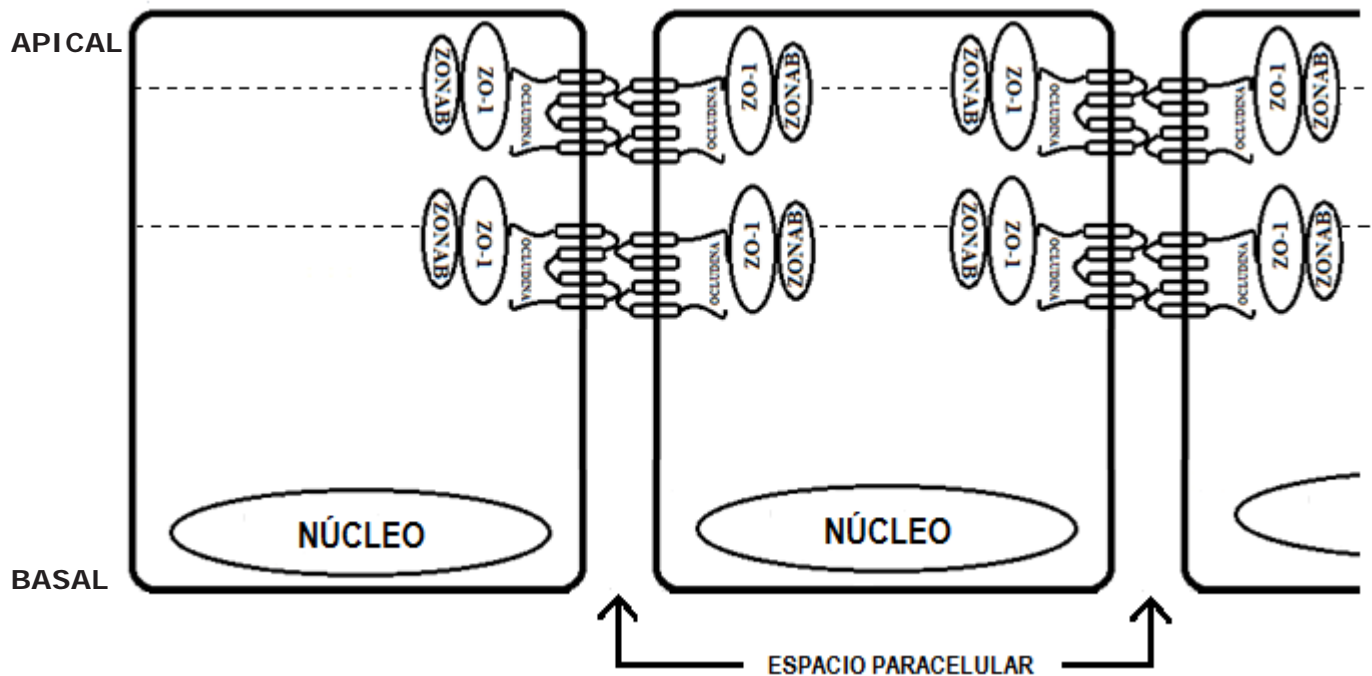 APICAL
ZONAB ZO-1 OCLUDINA OCLUDINA ZO-1 ZONAB ZONAB ZO-1 OCLUDINA OCLUDINA ZO-1 ZONAB
ZONAB ZO-1 OCLUDINA OCLUDINA ZO-1 ZONAB ZONAB ZO-1 OCLUDINA OCLUDINA ZO-1 ZONAB
NÚCLEO NÚCLEO
BASAL
ESPACIO PARACELULAR